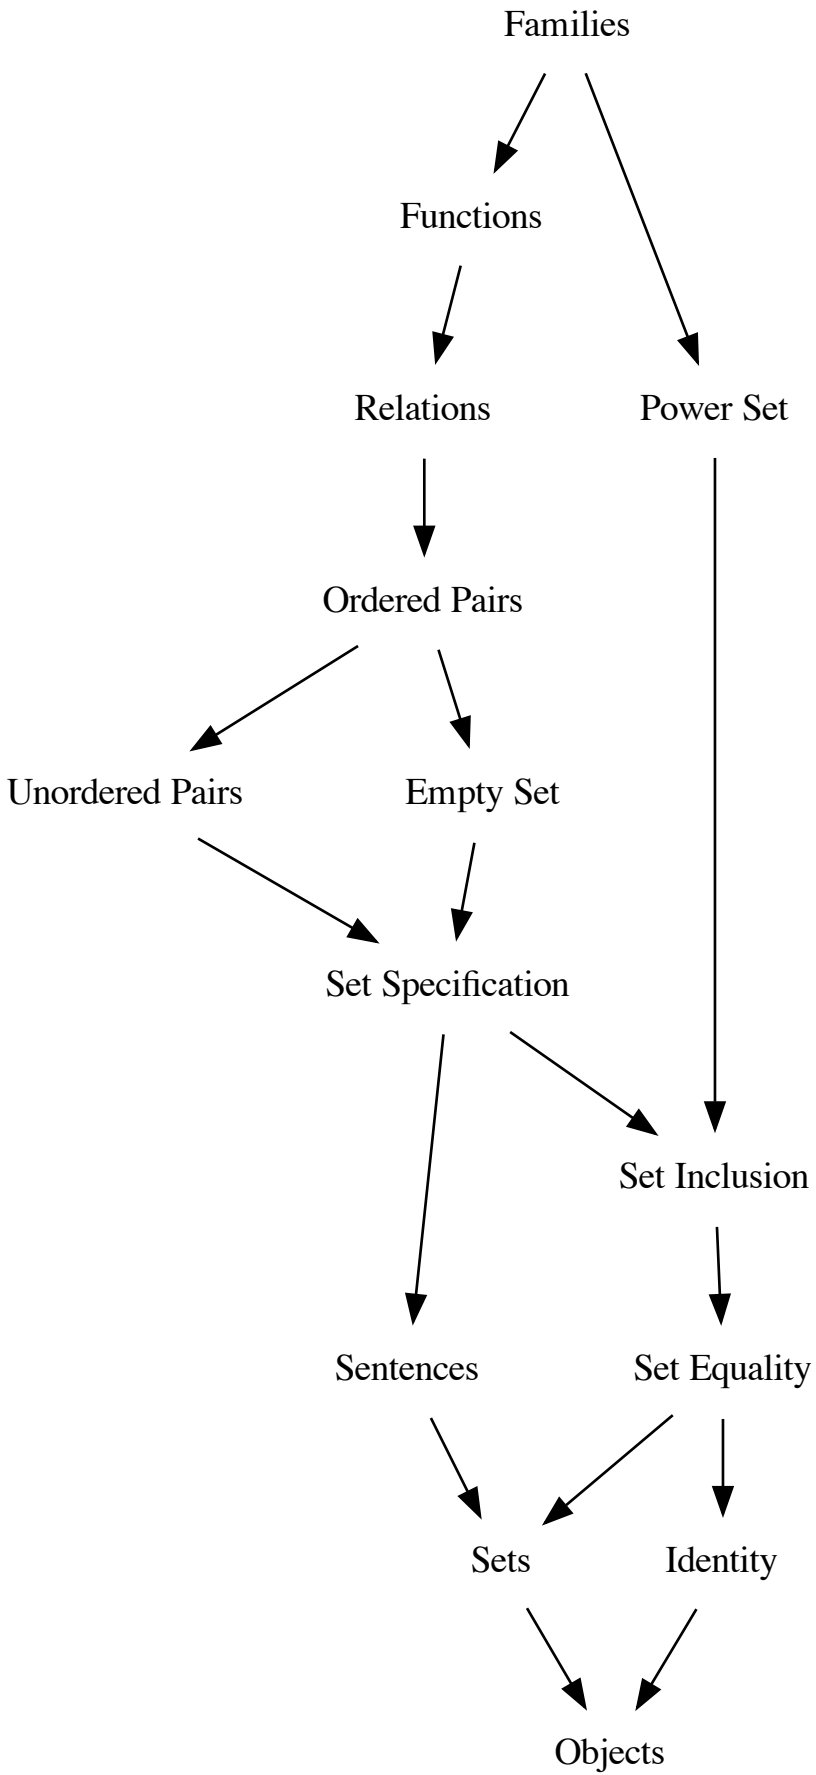 Families
Functions
Relations
Power Set
Ordered Pairs
Unordered Pairs
Empty Set
Set Specification
Set Inclusion
Sentences
Set Equality
Sets
Identity
Objects